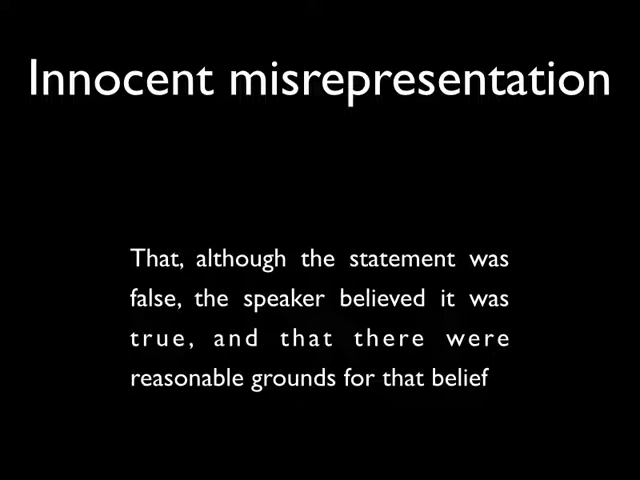 Innocent misrepresentation
That, although the statement was
false, the speaker believed it was
true, and that there were
reasonable grounds for that belief